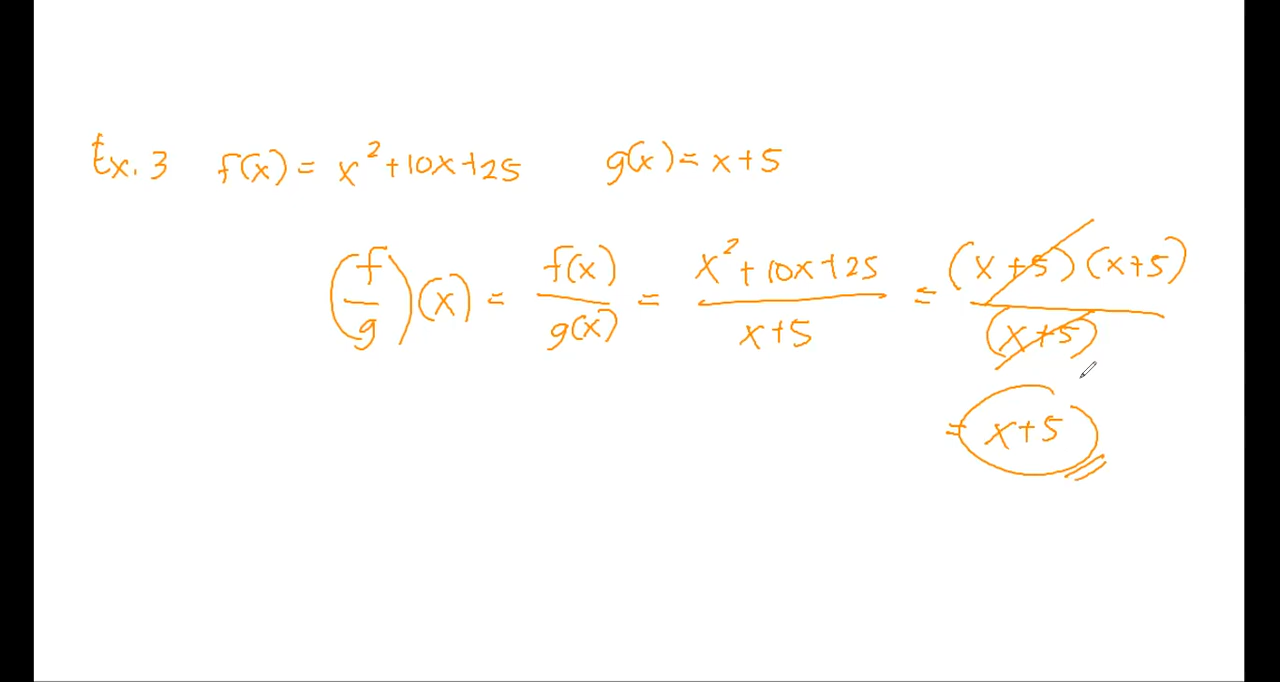 Ex. 3 f(x) = x² + 10x + 25 g(x) = x + 5
(f/g)(x) = f(x)/g(x) = (x² + 10x + 25)/(x + 5) = (x + 5)(x + 5)/(x + 5)
= x + 5